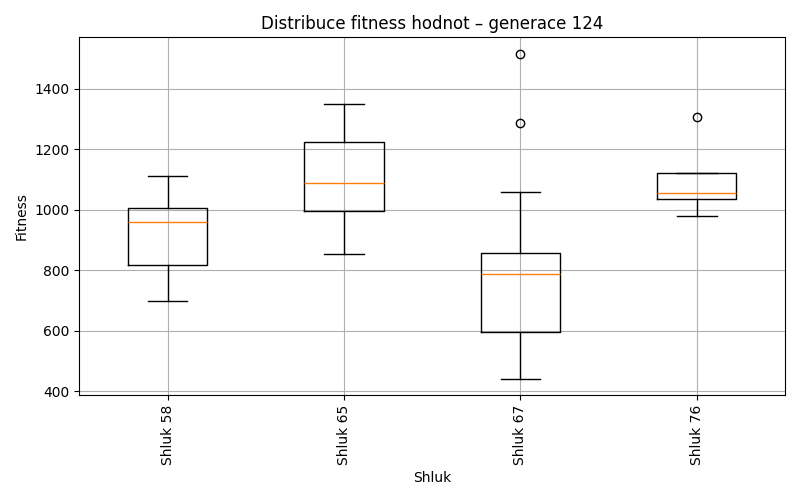 Distribuce fitness hodnot – generace 124
Fitness
1400
1200
1000
800
600
400
Shluk 58
Shluk 65
Shluk 67
Shluk 76
Shluk